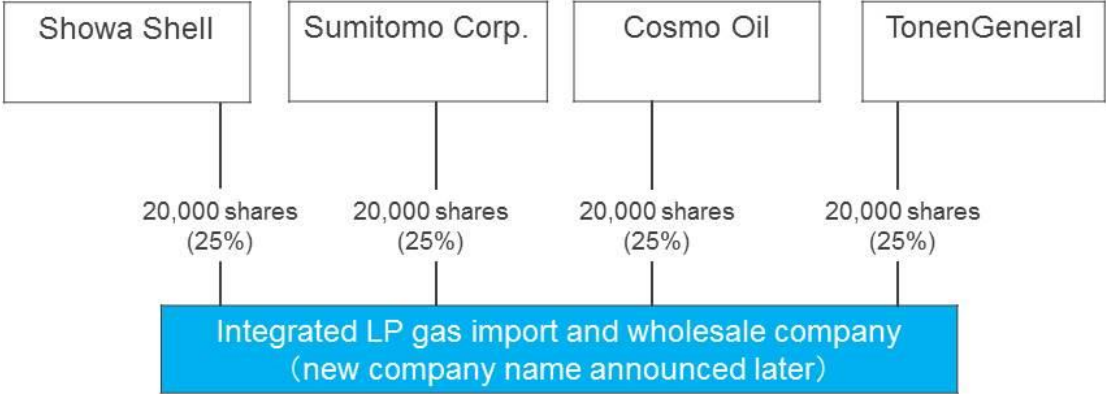 Showa Shell
Sumitomo Corp.
Cosmo Oil
TonenGeneral
20,000 shares
(25%)
20,000 shares
(25%)
20,000 shares
(25%)
20,000 shares
(25%)
Integrated LP gas import and wholesale company
（new company name announced later）